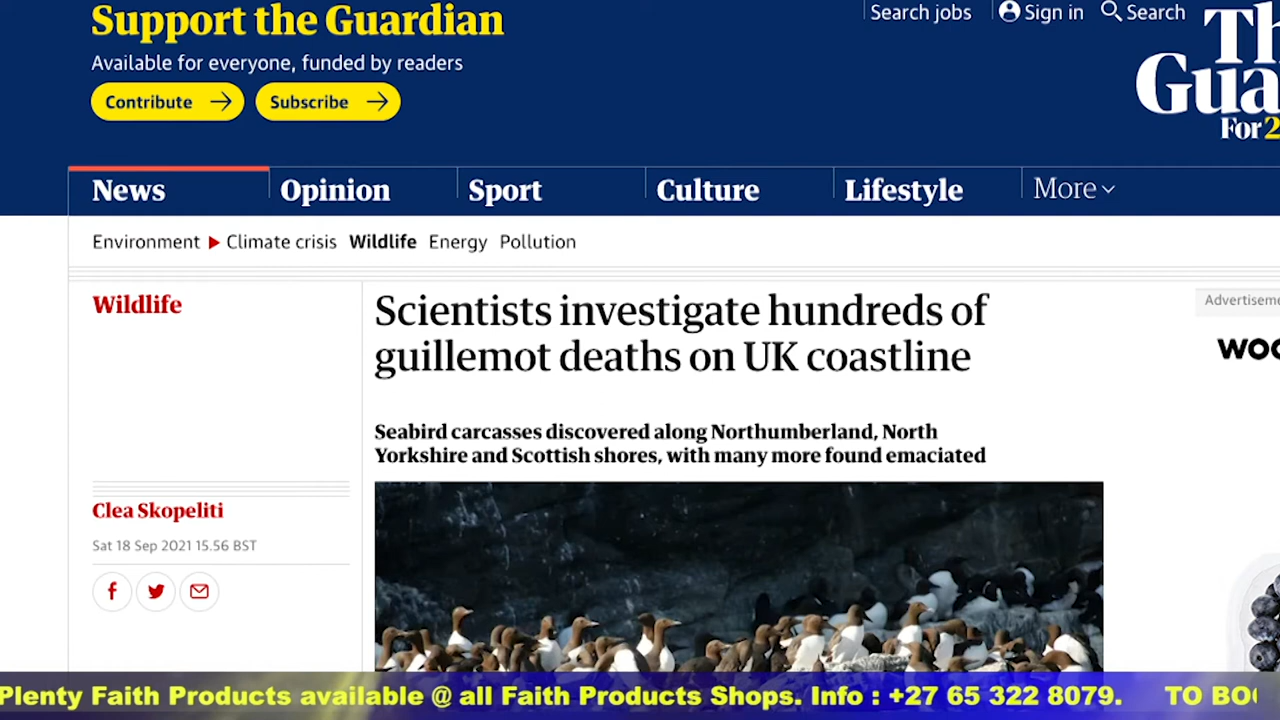 Support the Guardian
Available for everyone, funded by readers
Contribute
Subscribe
Search jobs
Sign in
Search
For
News
Opinion
Sport
Culture
Lifestyle
More
Environment
Climate crisis
Wildlife
Energy
Pollution
Wildlife
Scientists investigate hundreds of
guillemot deaths on UK coastline
Seabird carcasses discovered along Northumberland, North
Yorkshire and Scottish shores, with many more found emaciated
Clea Skopeliti
Sat 18 Sep 2021 15.56 BST
Plenty Faith Products available @ all Faith Products Shops. Info : +27 65 322 8079. TO